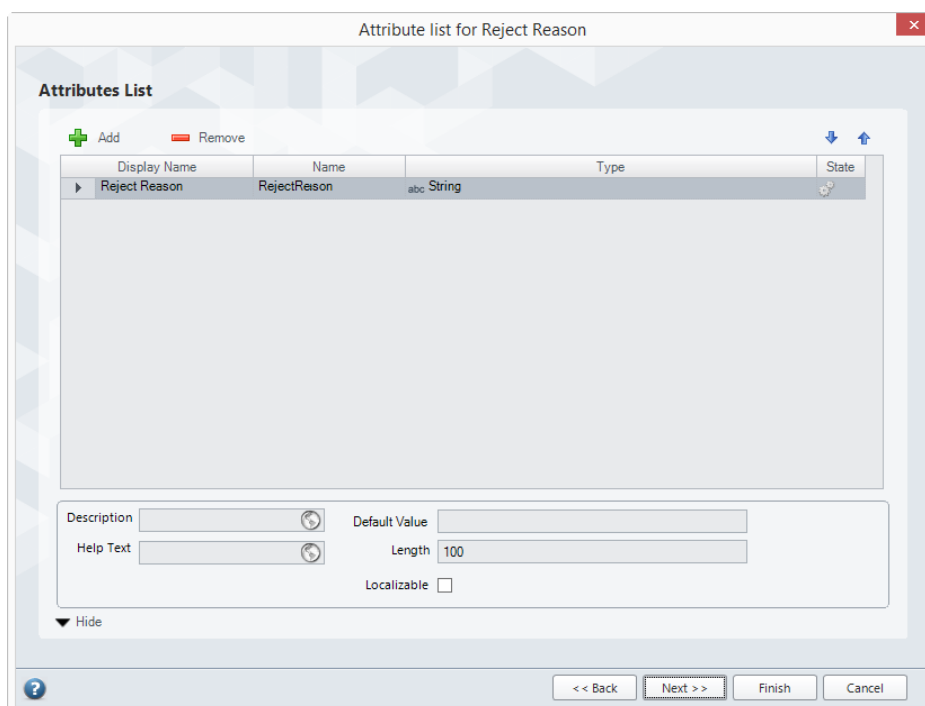 Attribute list for Reject Reason
Attributes List
Add Remove
Display Name Name Type State
Reject Reason RejectReison abc String
Description Default Value
Help Text Length 100
Localizable
Hide
<< Back Next >> Finish Cancel